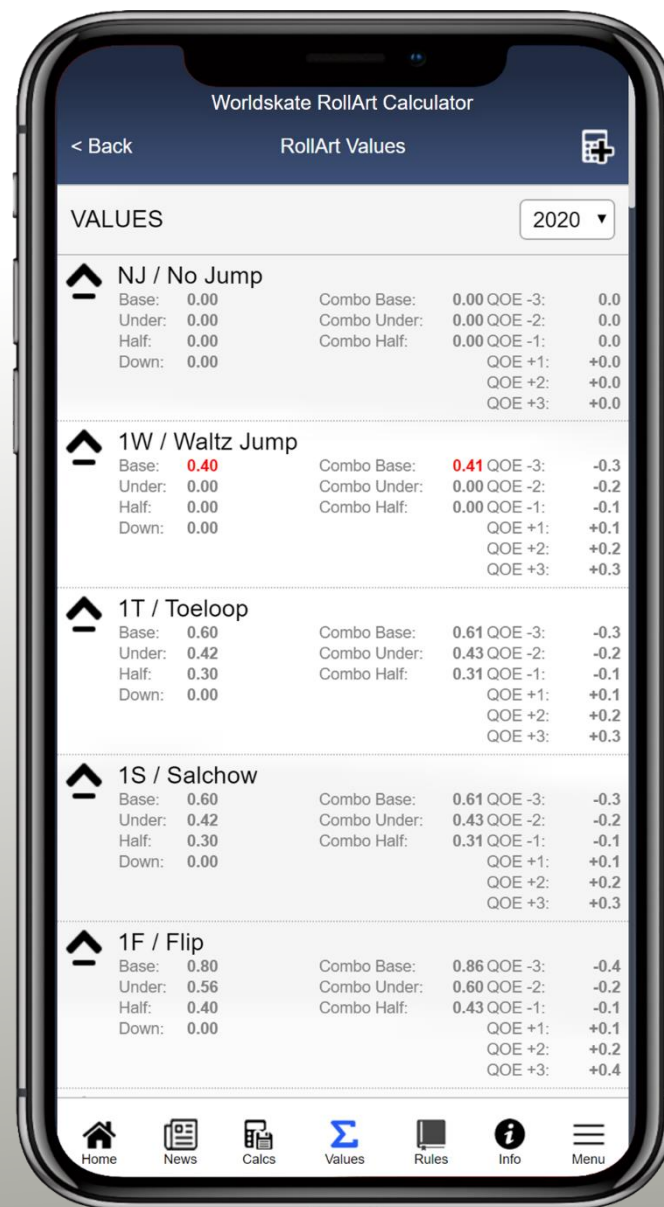 Worldskate RollArt Calculator
< Back RollArt Values
VALUES 2020
NJ / No Jump
Base: 0.00 Combo Base: 0.00 QOE -3: 0.0
Under: 0.00 Combo Under: 0.00 QOE -2: 0.0
Half: 0.00 Combo Half: 0.00 QOE -1: 0.0
Down: 0.00 QOE +1: +0.0
QOE +2: +0.0
QOE +3: +0.0
1W / Waltz Jump
Base: 0.40 Combo Base: 0.41 QOE -3: -0.3
Under: 0.00 Combo Under: 0.00 QOE -2: -0.2
Half: 0.00 Combo Half: 0.00 QOE -1: -0.1
Down: 0.00 QOE +1: +0.1
QOE +2: +0.2
QOE +3: +0.3
1T / Toeloop
Base: 0.60 Combo Base: 0.61 QOE -3: -0.3
Under: 0.42 Combo Under: 0.43 QOE -2: -0.2
Half: 0.30 Combo Half: 0.31 QOE -1: -0.1
Down: 0.00 QOE +1: +0.1
QOE +2: +0.2
QOE +3: +0.3
1S / Salchow
Base: 0.60 Combo Base: 0.61 QOE -3: -0.3
Under: 0.42 Combo Under: 0.43 QOE -2: -0.2
Half: 0.30 Combo Half: 0.31 QOE -1: -0.1
Down: 0.00 QOE +1: +0.1
QOE +2: +0.2
QOE +3: +0.3
1F / Flip
Base: 0.80 Combo Base: 0.86 QOE -3: -0.4
Under: 0.56 Combo Under: 0.60 QOE -2: -0.2
Half: 0.40 Combo Half: 0.43 QOE -1: -0.1
Down: 0.00 QOE +1: +0.1
QOE +2: +0.2
QOE +3: +0.4
Home News Calcs Values Rules Info Menu